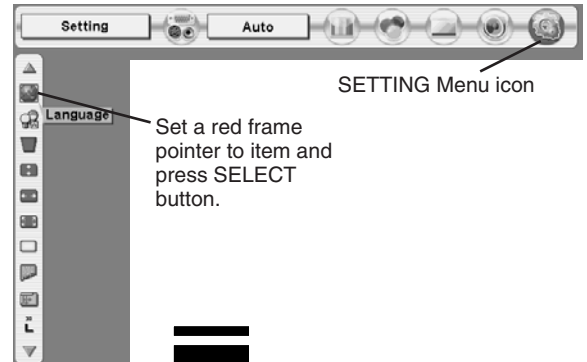 Setting
Auto
SETTING Menu icon
Language
Set a red frame
pointer to item and
press SELECT
button.